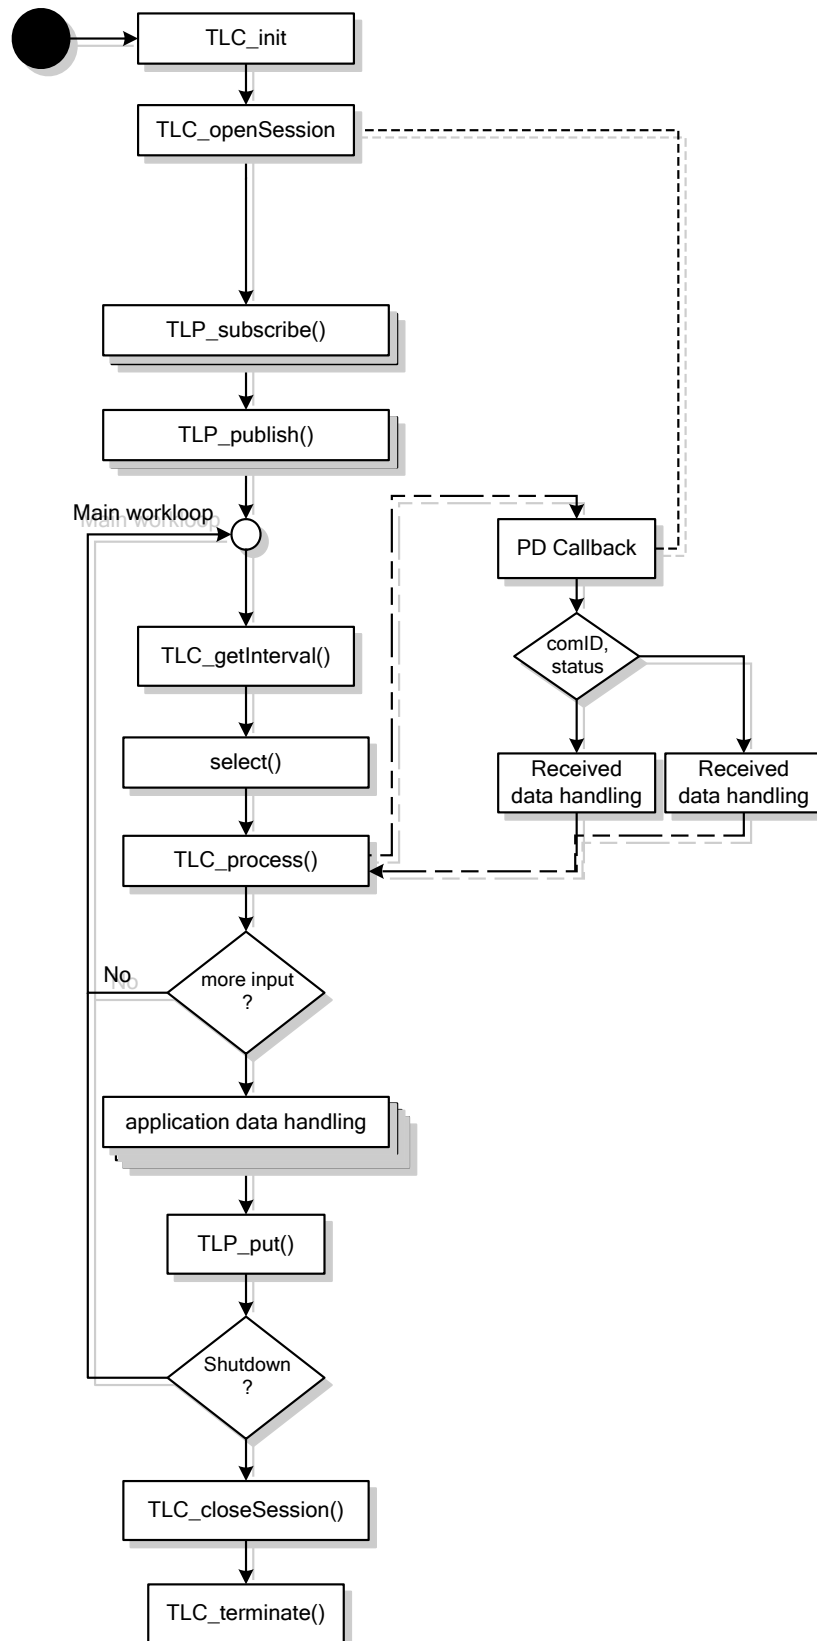 TLC_init
TLC_openSession
TLP_subscribe()
TLP_publish()
Main workloop
PD Callback
TLC_getInterval()
comID,
status
select()
Received
data handling
Received
data handling
TLC_process()
No
more input
?
application data handling
TLP_put()
Shutdown
?
TLC_closeSession()
TLC_terminate()